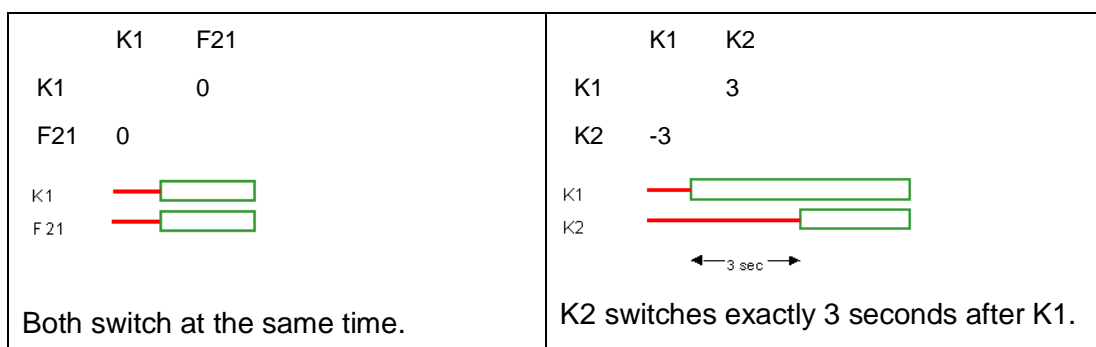 K1 F21
K1 0
F21 0
K1
F 21
Both switch at the same time.
K1 K2
K1 3
K2 -3
K1
K2
3 sec
K2 switches exactly 3 seconds after K1.